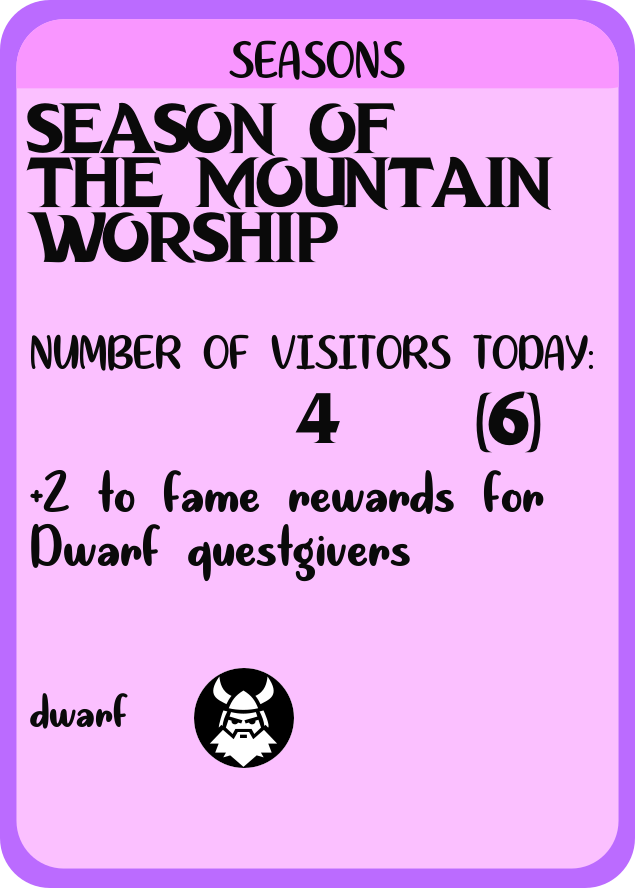 SEASONS
SEASON OF
THE MOUNTAIN
WORSHIP
NUMBER OF VISITORS TODAY:
4 (6)
+2 to fame rewards for
Dwarf questgivers
dwarf